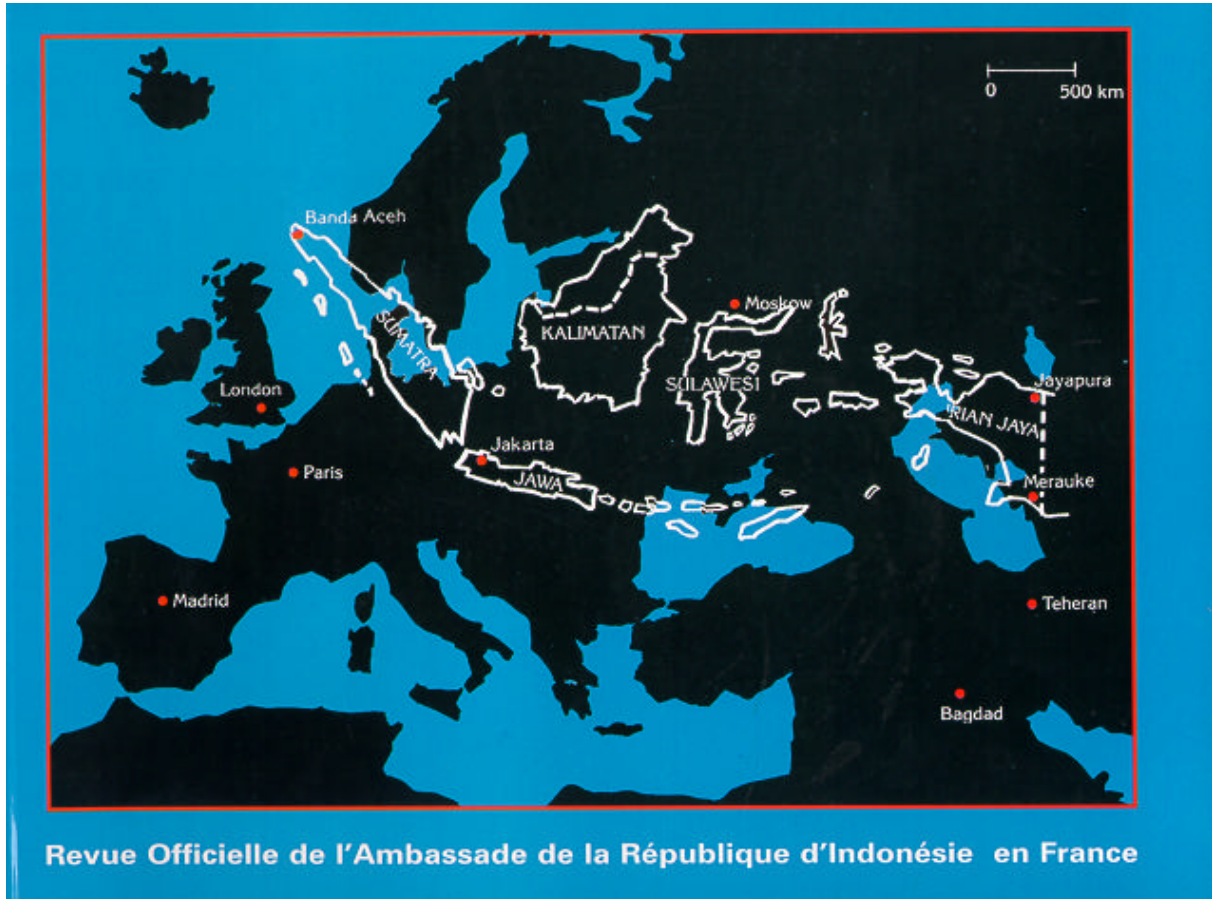 0 500 km
Banda Aceh
Moskow
SUMATRA
KALIMATAN
SULAWESI
Jayapura
London
IRIAN JAYA
Jakarta
Paris
JAWA
Merauke
Madrid
Teheran
Bagdad
Revue Officielle de l'Ambassade de la République d'Indonésie en France